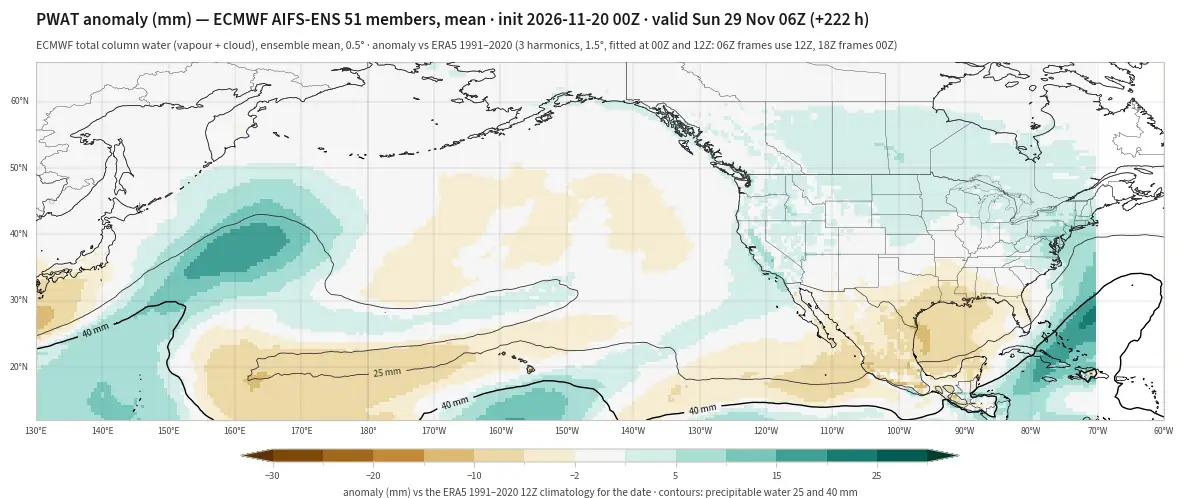 PWAT anomaly (mm) — ECMWF AIFS-ENS 51 members, mean · init 2026-11-20 00Z · valid Sun 29 Nov 06Z (+222 h)
ECMWF total column water (vapour + cloud), ensemble mean, 0.5° · anomaly vs ERA5 1991–2020 (3 harmonics, 1.5°, fitted at 00Z and 12Z: 06Z frames use 12Z, 18Z frames 00Z)
60°N
50°N
40°N
30°N
20°N
40 mm
25 mm
40 mm
40 mm
130°E 140°E 150°E 160°E 170°E 180° 170°W 160°W 150°W 140°W 130°W 120°W 110°W 100°W 90°W 80°W 70°W 60°W
−30 −20 −10 −2 5 15 25
anomaly (mm) vs the ERA5 1991–2020 12Z climatology for the date · contours: precipitable water 25 and 40 mm